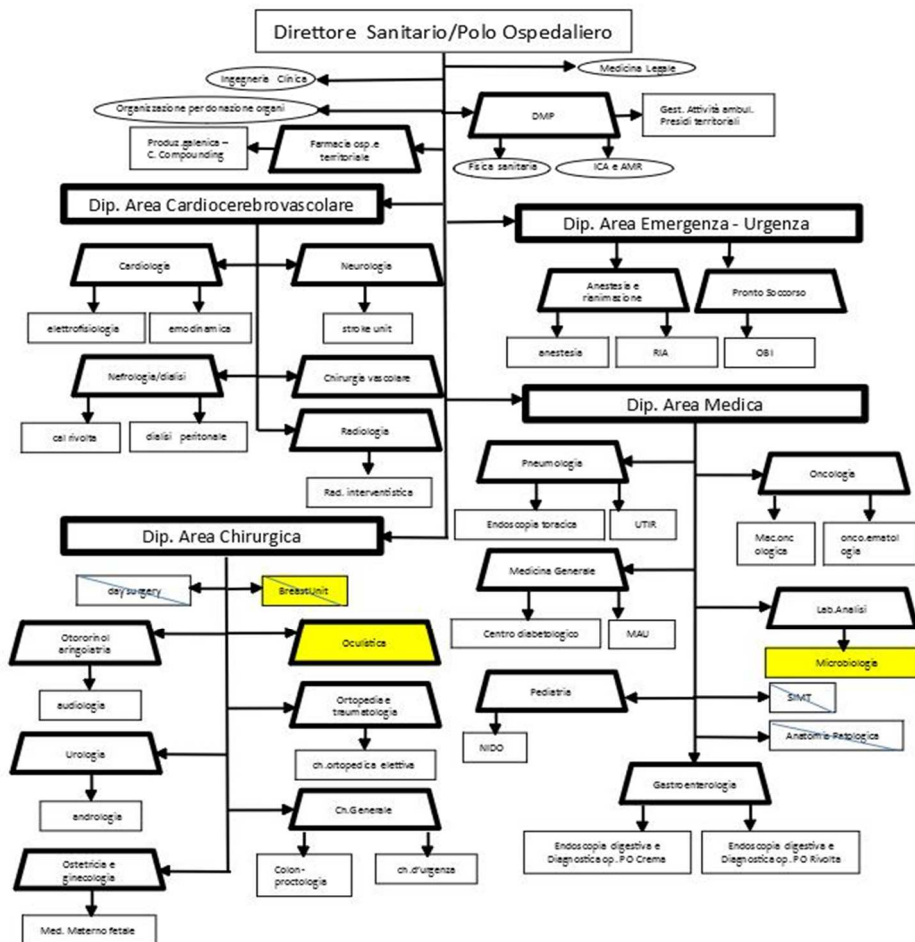 Direttore Sanitario/Polo Ospedaliero
Ingegneria Clinica
Medicina Legale
Organizzazione per donazione organi
DMP
Gest. Attività ambul.
Presidi territoriali
Produz.galenica –
C. Compounding
Farmacia osp.e
territoriale
Fisica sanitaria
ICA e AMR
Dip. Area Cardiocerebrovascolare
Dip. Area Emergenza - Urgenza
Cardiologia
Neurologia
Anestesia e
rianimazione
Pronto Soccorso
elettrofisiologia
emodinamica
stroke unit
anestesia
RIA
OBI
Nefrologia/dialisi
Chirurgia vascolare
Dip. Area Medica
cal rivolta
dialisi peritonale
Radiologia
Rad. interventistica
Pneumologia
Oncologia
Endoscopia toracica
UTIR
Mac.onc
ologica
onco.ematol
ogia
Dip. Area Chirurgica
Medicina Generale
day surgery
BreastUnit
Centro diabetologico
MAU
Lab.Analisi
Microbiologia
Otororinol
aringoiatria
Oculistica
audiologia
Ortopedia e
traumatologia
Pediatria
SIMT
NIDO
Anatomia Patologica
Urologia
ch.ortopedica elettiva
andrologia
Ch.Generale
Gastroenterologia
Ostetricia e
ginecologia
Colon-
proctologia
ch.d'urgenza
Endoscopia digestiva e
Diagnostica op. PO Crema
Endoscopia digestiva e
Diagnostica op. PO Rivolta
Med. Materno fetale